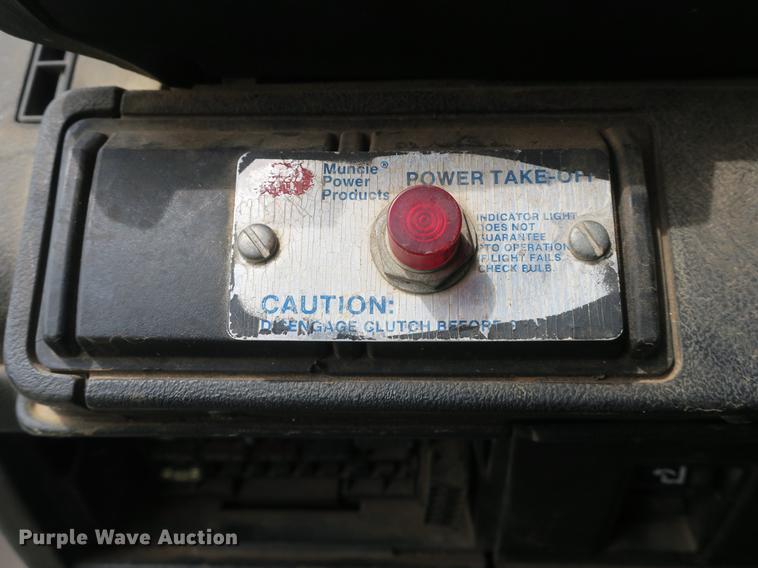 Muncie®
Power
Products
POWER TAKE-OFF
INDICATOR LIGHT
DOES NOT
GUARANTEE
PTO OPERATION
IF LIGHT FAILS
CHECK BULB.
CAUTION:
DISENGAGE CLUTCH BEFORE
Purple Wave Auction